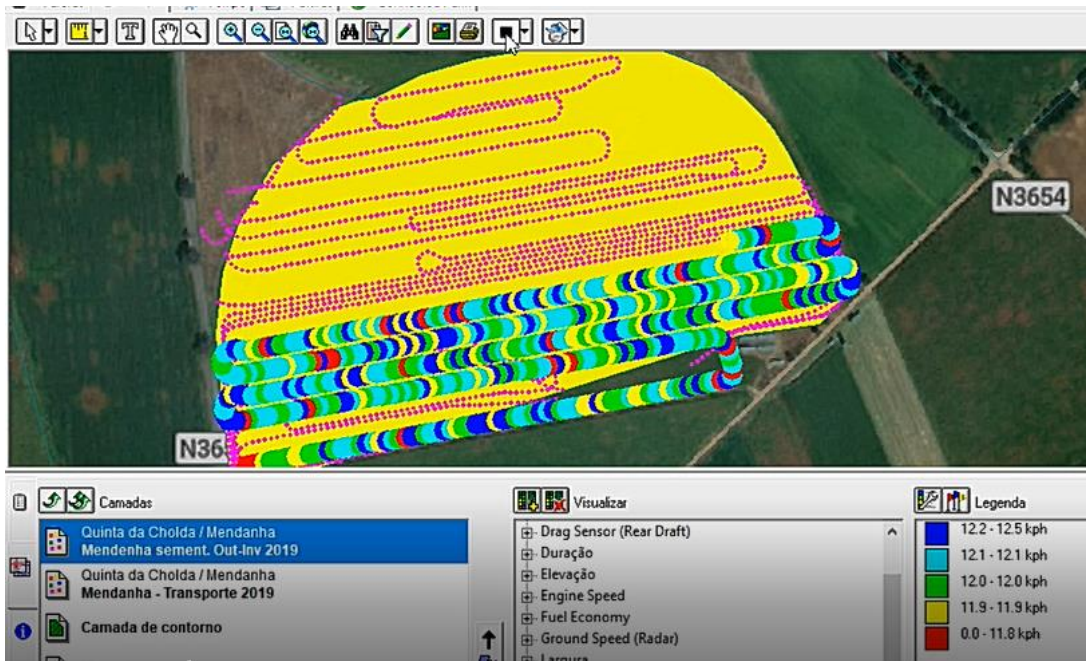 N3654
N36
Camadas
Quinta da Cholda / Mendanha
Mendenha sement. Out-Inv 2019
Quinta da Cholda / Mendanha
Mendanha - Transporte 2019
Camada de contorno
Visualizar
Drag Sensor (Rear Draft)
Duração
Elevação
Engine Speed
Fuel Economy
Ground Speed (Radar)
Largura
Legenda
12.2 - 12.5 kph
12.1 - 12.1 kph
12.0 - 12.0 kph
11.9 - 11.9 kph
0.0 - 11.8 kph